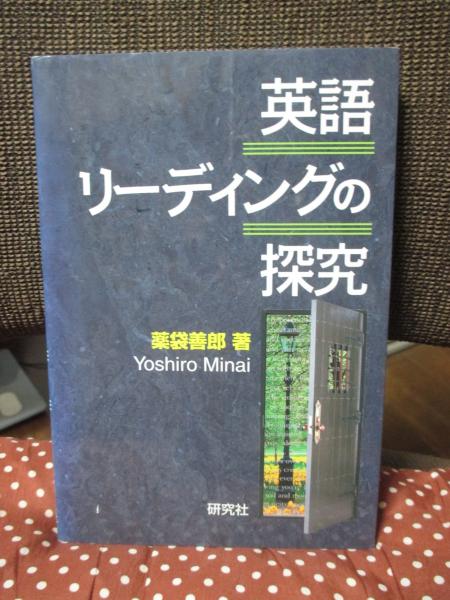 英語
リーディングの
探究
薬袋善郎 著
Yoshiro Minai
研究社